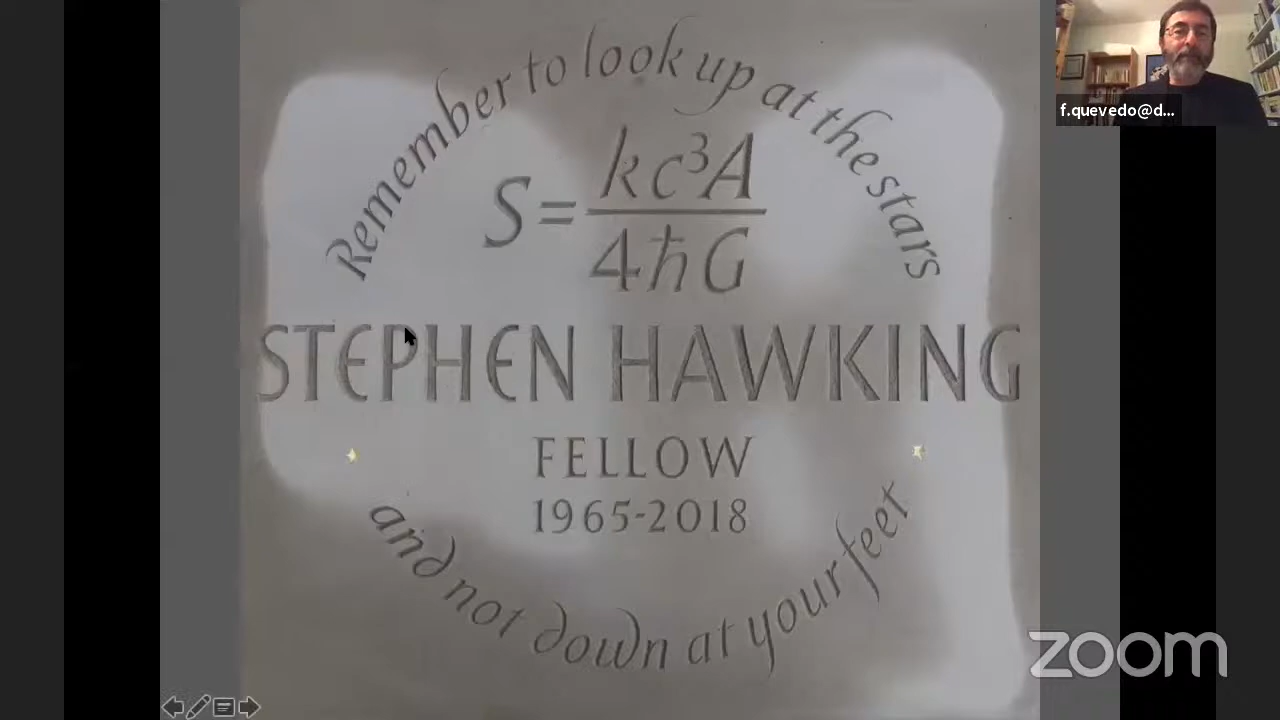 Remember to look up at the stars
S = kc³A / 4ħG
STEPHEN HAWKING
FELLOW
1965-2018
and not down at your feet
f.quevedo@d...
zoom